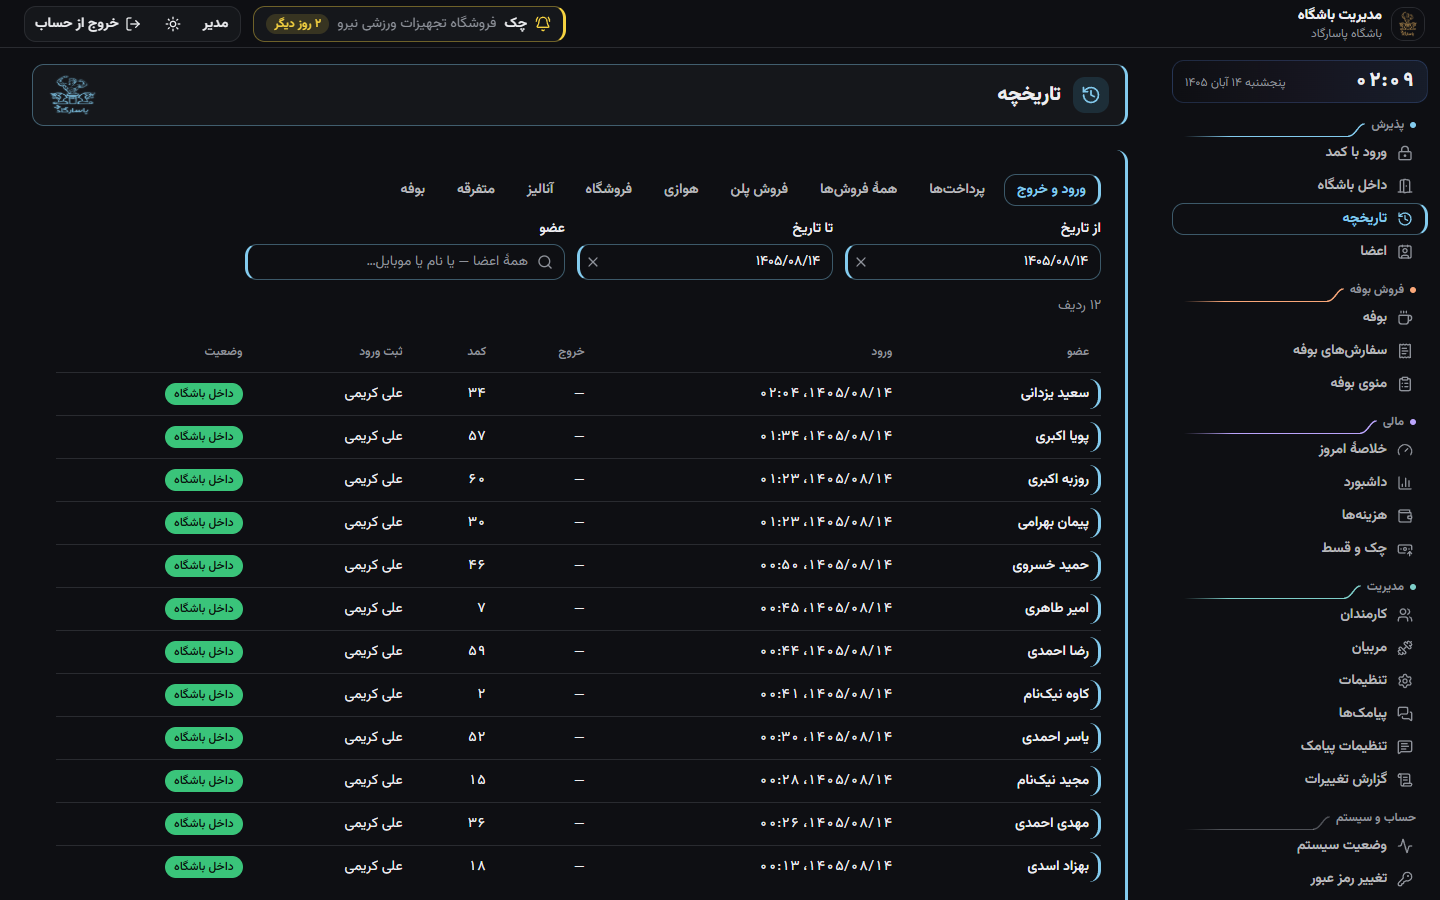 مدیریت باشگاه
باشگاه پاسارگاد
چک فروشگاه تجهیزات ورزشی نیرو ۲ روز دیگر
مدیر
خروج از حساب
۰۲:۰۹
پنجشنبه ۱۴ آبان ۱۴۰۵
پذیرش
ورود با کمد
داخل باشگاه
تاریخچه
اعضا
فروش بوفه
بوفه
سفارش‌های بوفه
منوی بوفه
مالی
خلاصهٔ امروز
داشبورد
هزینه‌ها
چک و قسط
مدیریت
کارمندان
مربیان
تنظیمات
پیامک‌ها
تنظیمات پیامک
گزارش تغییرات
حساب و سیستم
وضعیت سیستم
تغییر رمز عبور
تاریخچه
پاسارگاد
ورود و خروج پرداخت‌ها همهٔ فروش‌ها فروش پلن هوازی فروشگاه آنالیز متفرقه بوفه
از تاریخ تا تاریخ عضو
۱۴۰۵/۰۸/۱۴ ۱۴۰۵/۰۸/۱۴ همهٔ اعضا — یا نام یا موبایل...
۱۲ ردیف
عضو ورود خروج کمد ثبت ورود وضعیت
سعید یزدانی ۱۴۰۵/۰۸/۱۴، ۰۲:۰۴ — ۳۴ علی کریمی داخل باشگاه
پویا اکبری ۱۴۰۵/۰۸/۱۴، ۰۱:۳۴ — ۵۷ علی کریمی داخل باشگاه
روزبه اکبری ۱۴۰۵/۰۸/۱۴، ۰۱:۲۳ — ۶۰ علی کریمی داخل باشگاه
پیمان بهرامی ۱۴۰۵/۰۸/۱۴، ۰۱:۲۳ — ۳۰ علی کریمی داخل باشگاه
حمید خسروی ۱۴۰۵/۰۸/۱۴، ۰۰:۵۰ — ۴۶ علی کریمی داخل باشگاه
امیر طاهری ۱۴۰۵/۰۸/۱۴، ۰۰:۴۵ — ۷ علی کریمی داخل باشگاه
رضا احمدی ۱۴۰۵/۰۸/۱۴، ۰۰:۴۴ — ۵۹ علی کریمی داخل باشگاه
کاوه نیک‌نام ۱۴۰۵/۰۸/۱۴، ۰۰:۴۱ — ۲ علی کریمی داخل باشگاه
یاسر احمدی ۱۴۰۵/۰۸/۱۴، ۰۰:۳۰ — ۵۲ علی کریمی داخل باشگاه
مجید نیک‌نام ۱۴۰۵/۰۸/۱۴، ۰۰:۲۸ — ۱۵ علی کریمی داخل باشگاه
مهدی احمدی ۱۴۰۵/۰۸/۱۴، ۰۰:۲۶ — ۳۶ علی کریمی داخل باشگاه
بهزاد اسدی ۱۴۰۵/۰۸/۱۴، ۰۰:۱۳ — ۱۸ علی کریمی داخل باشگاه